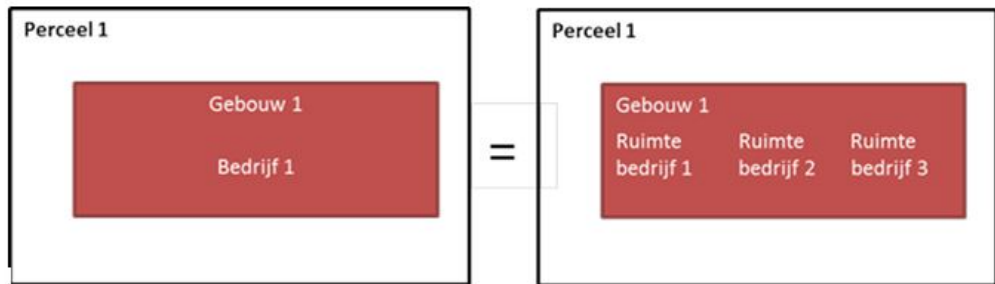 Perceel 1
Gebouw 1
Bedrijf 1
=
Perceel 1
Gebouw 1
Ruimte bedrijf 1
Ruimte bedrijf 2
Ruimte bedrijf 3